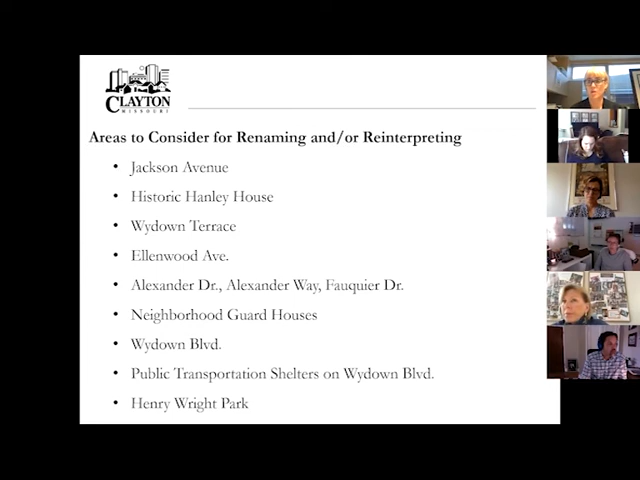 CLAYTON
MISSOURI
Areas to Consider for Renaming and/or Reinterpreting
• Jackson Avenue
• Historic Hanley House
• Wydown Terrace
• Ellenwood Ave.
• Alexander Dr., Alexander Way, Fauquier Dr.
• Neighborhood Guard Houses
• Wydown Blvd.
• Public Transportation Shelters on Wydown Blvd.
• Henry Wright Park